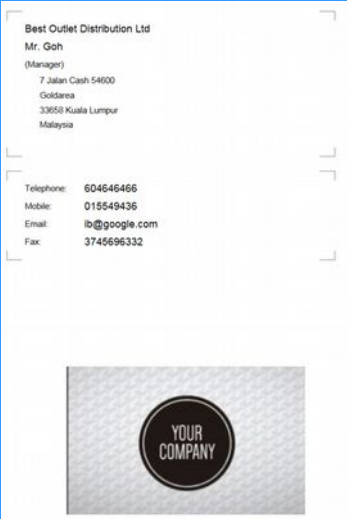 Best Outlet Distribution Ltd
Mr. Goh
(Manager)
7 Jalan Cash 54600
Goldarea
33658 Kuala Lumpur
Malaysia
Telephone: 604646466
Mobile: 015549436
Email: lb@google.com
Fax: 3745696332
YOUR
COMPANY